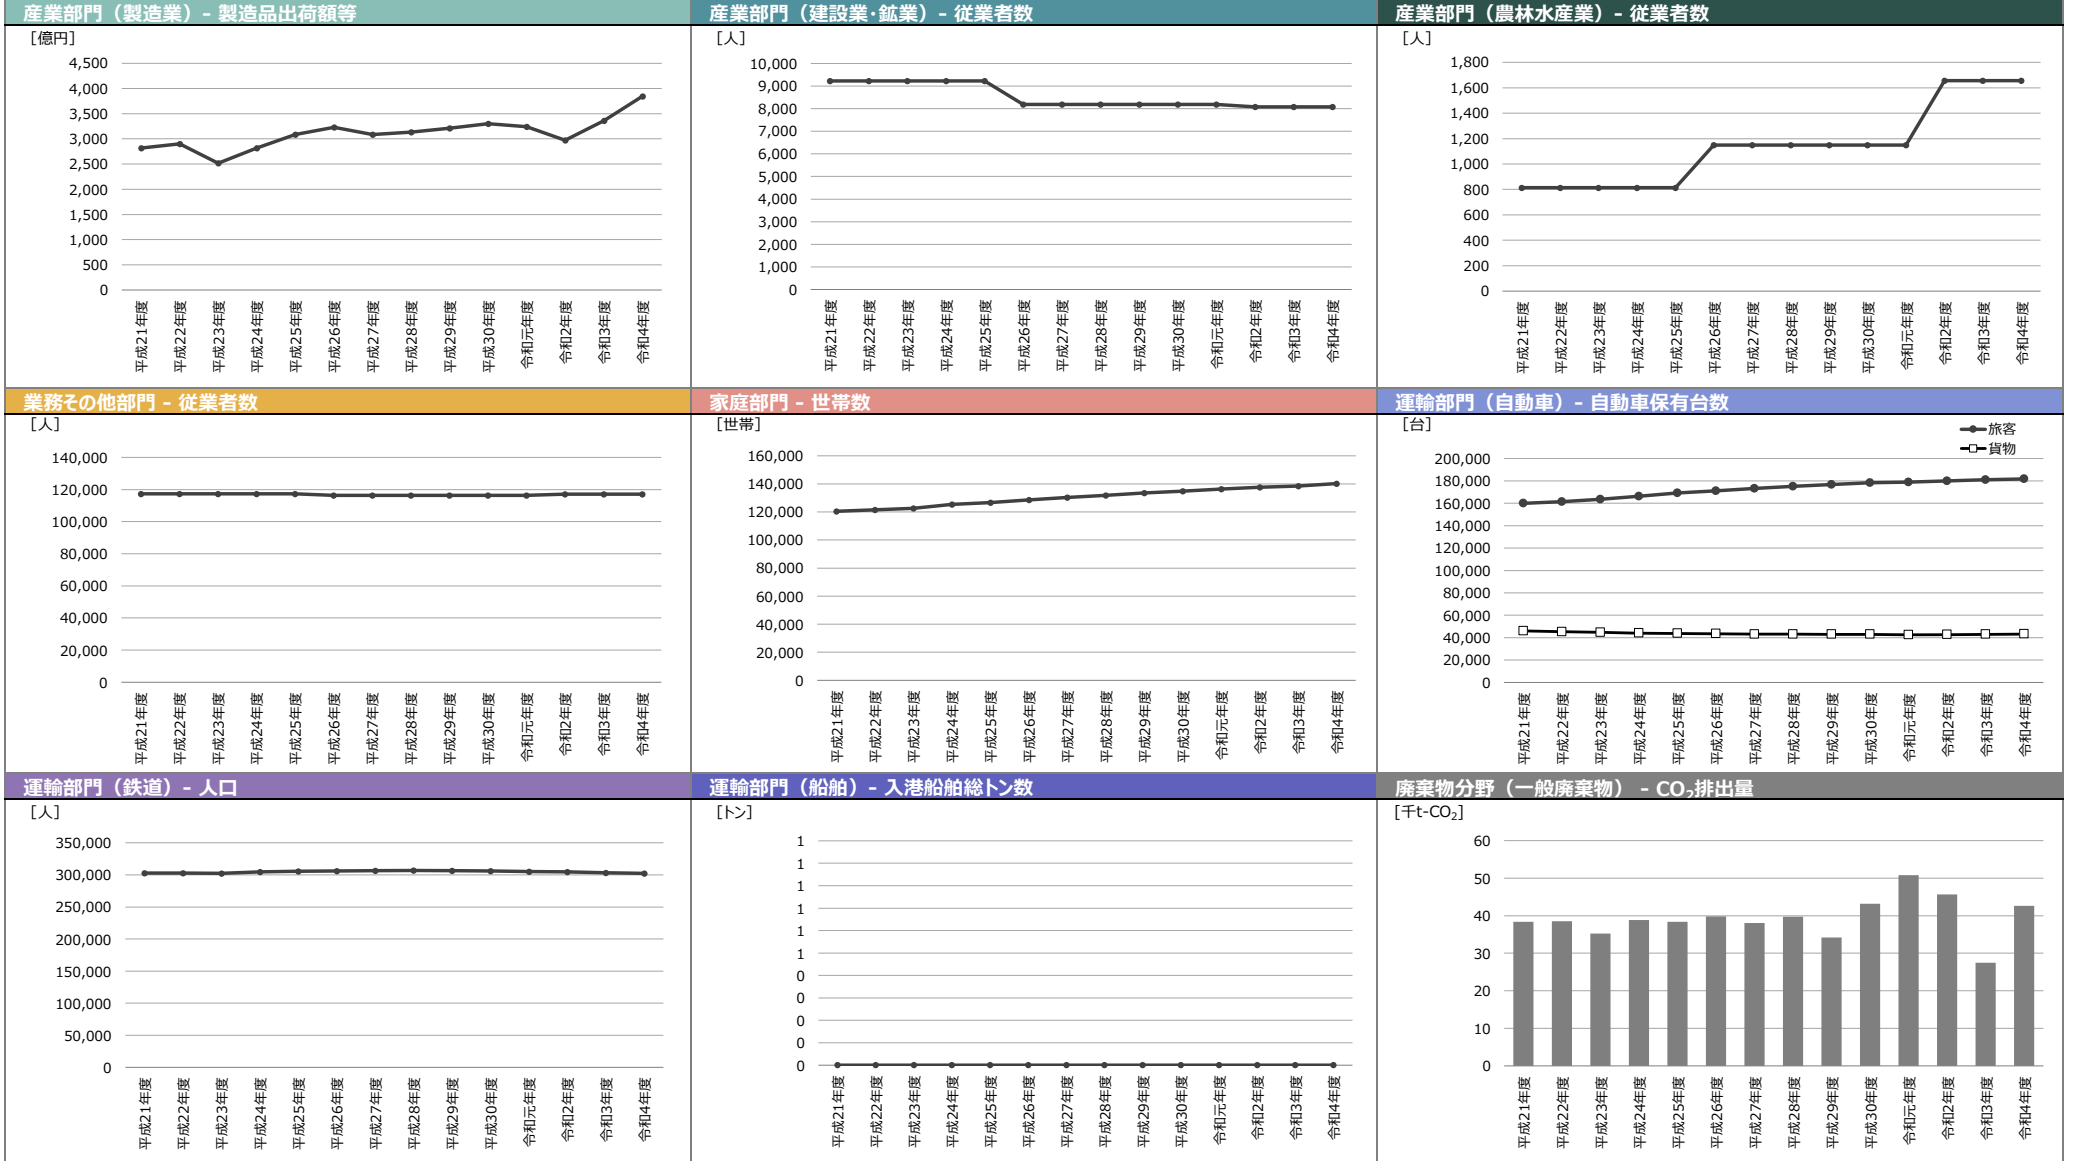 産業部門（製造業）- 製造品出荷額等
[億円]
4,500
4,000
3,500
3,000
2,500
2,000
1,500
1,000
500
0
平成21年度
平成22年度
平成23年度
平成24年度
平成25年度
平成26年度
平成27年度
平成28年度
平成29年度
平成30年度
令和元年度
令和2年度
令和3年度
令和4年度
産業部門（建設業・鉱業）- 従業者数
[人]
10,000
9,000
8,000
7,000
6,000
5,000
4,000
3,000
2,000
1,000
0
平成21年度
平成22年度
平成23年度
平成24年度
平成25年度
平成26年度
平成27年度
平成28年度
平成29年度
平成30年度
令和元年度
令和2年度
令和3年度
令和4年度
産業部門（農林水産業）- 従業者数
[人]
1,800
1,600
1,400
1,200
1,000
800
600
400
200
0
平成21年度
平成22年度
平成23年度
平成24年度
平成25年度
平成26年度
平成27年度
平成28年度
平成29年度
平成30年度
令和元年度
令和2年度
令和3年度
令和4年度
業務その他部門 - 従業者数
[人]
140,000
120,000
100,000
80,000
60,000
40,000
20,000
0
平成21年度
平成22年度
平成23年度
平成24年度
平成25年度
平成26年度
平成27年度
平成28年度
平成29年度
平成30年度
令和元年度
令和2年度
令和3年度
令和4年度
家庭部門 - 世帯数
[世帯]
160,000
140,000
120,000
100,000
80,000
60,000
40,000
20,000
0
平成21年度
平成22年度
平成23年度
平成24年度
平成25年度
平成26年度
平成27年度
平成28年度
平成29年度
平成30年度
令和元年度
令和2年度
令和3年度
令和4年度
運輸部門（自動車）- 自動車保有台数
[台]
旅客
貨物
200,000
180,000
160,000
140,000
120,000
100,000
80,000
60,000
40,000
20,000
0
平成21年度
平成22年度
平成23年度
平成24年度
平成25年度
平成26年度
平成27年度
平成28年度
平成29年度
平成30年度
令和元年度
令和2年度
令和3年度
令和4年度
運輸部門（鉄道）- 人口
[人]
350,000
300,000
250,000
200,000
150,000
100,000
50,000
0
平成21年度
平成22年度
平成23年度
平成24年度
平成25年度
平成26年度
平成27年度
平成28年度
平成29年度
平成30年度
令和元年度
令和2年度
令和3年度
令和4年度
運輸部門（船舶）- 入港船舶総トン数
[トン]
1
1
1
1
1
1
0
0
0
0
0
平成21年度
平成22年度
平成23年度
平成24年度
平成25年度
平成26年度
平成27年度
平成28年度
平成29年度
平成30年度
令和元年度
令和2年度
令和3年度
令和4年度
廃棄物分野（一般廃棄物） - CO₂排出量
[千t-CO₂]
60
50
40
30
20
10
0
平成21年度
平成22年度
平成23年度
平成24年度
平成25年度
平成26年度
平成27年度
平成28年度
平成29年度
平成30年度
令和元年度
令和2年度
令和3年度
令和4年度